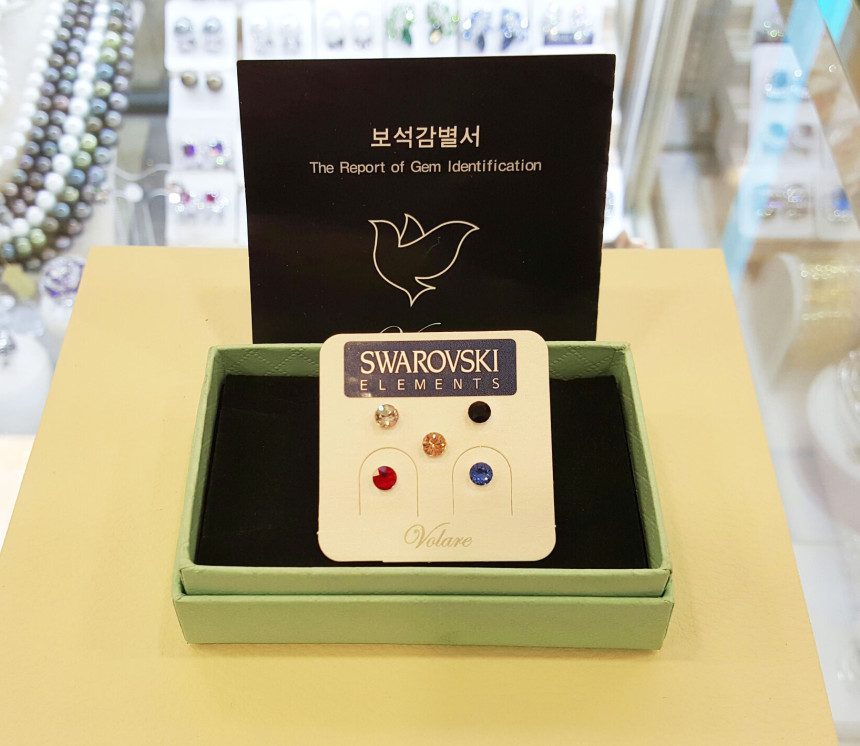 보석감별서
The Report of Gem Identification
SWAROVSKI
ELEMENTS
Volare